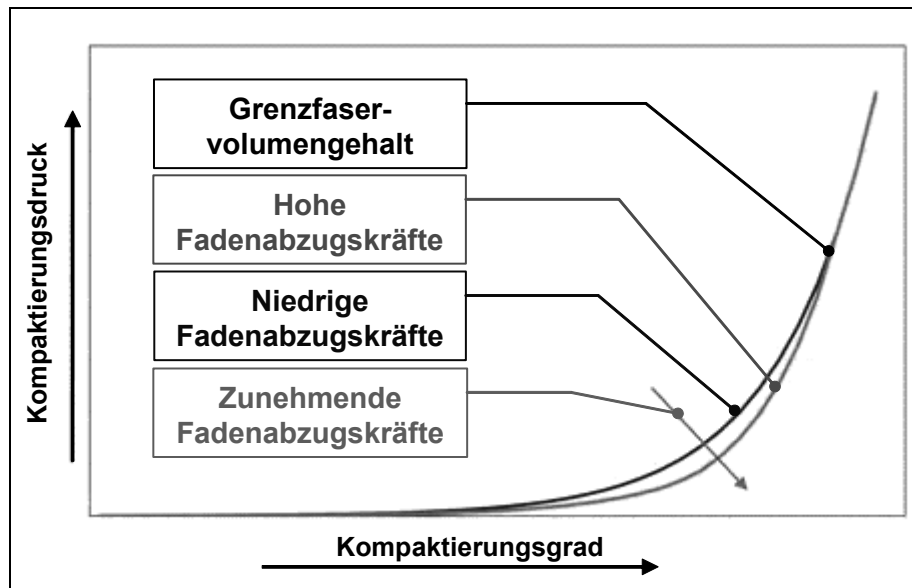 Grenzfaser-
volumengehalt
Hohe
Fadenabzugskräfte
Niedrige
Fadenabzugskräfte
Zunehmende
Fadenabzugskräfte
Kompaktierungsdruck
Kompaktierungsgrad